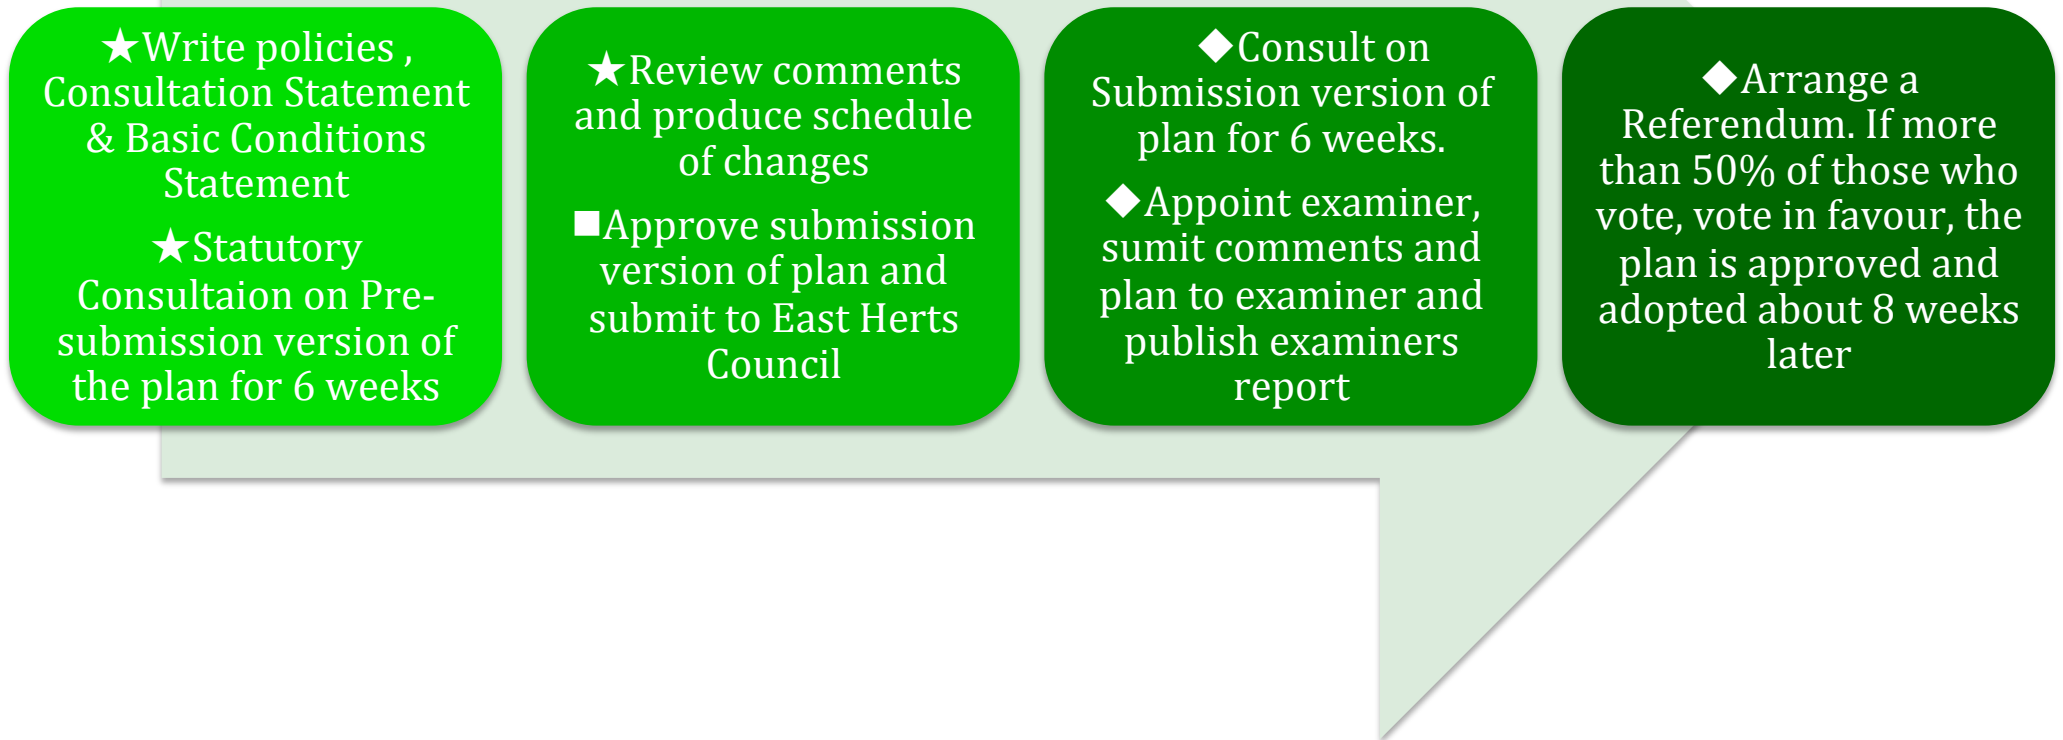 ★Write policies ,
Consultation Statement
& Basic Conditions
Statement
★Statutory
Consultaion on Pre-
submission version of
the plan for 6 weeks
★Review comments
and produce schedule
of changes
■Approve submission
version of plan and
submit to East Herts
Council
◆Consult on
Submission version of
plan for 6 weeks.
◆Appoint examiner,
sumit comments and
plan to examiner and
publish examiners
report
◆Arrange a
Referendum. If more
than 50% of those who
vote, vote in favour, the
plan is approved and
adopted about 8 weeks
later